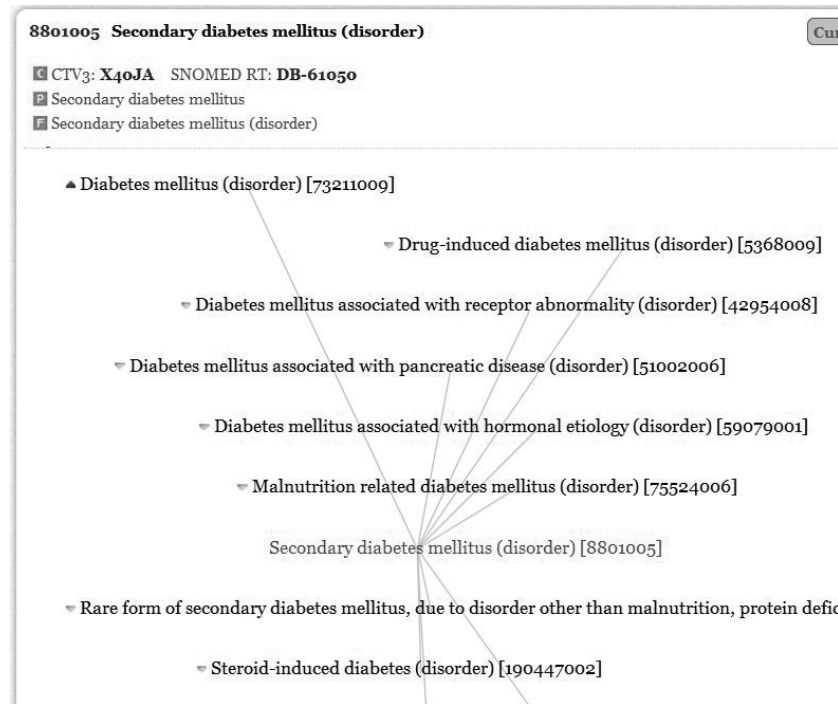 8801005 Secondary diabetes mellitus (disorder)
Cur
C CTV3: X40JA SNOMED RT: DB-61050
P Secondary diabetes mellitus
F Secondary diabetes mellitus (disorder)
Diabetes mellitus (disorder) [73211009]
Drug-induced diabetes mellitus (disorder) [5368009]
Diabetes mellitus associated with receptor abnormality (disorder) [42954008]
Diabetes mellitus associated with pancreatic disease (disorder) [51002006]
Diabetes mellitus associated with hormonal etiology (disorder) [59079001]
Malnutrition related diabetes mellitus (disorder) [75524006]
Secondary diabetes mellitus (disorder) [8801005]
Rare form of secondary diabetes mellitus, due to disorder other than malnutrition, protein defic
Steroid-induced diabetes (disorder) [190447002]